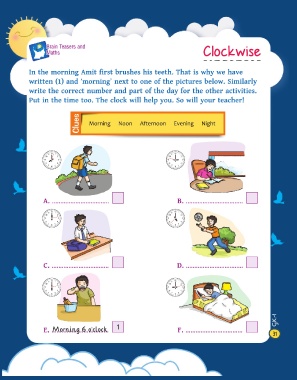 Brain Teasers and
Maths
Clockwise
In the morning Amit first brushes his teeth. That is why we have
written (1) and 'morning' next to one of the pictures below. Similarly
write the correct number and part of the day for the other activities.
Put in the time too. The clock will help you. So will your teacher!
Clues
Morning Noon Afternoon Evening Night
A. ....................
B. ....................
C. ....................
D. ....................
E. Morning 6 o'clock 1
F. ....................
31